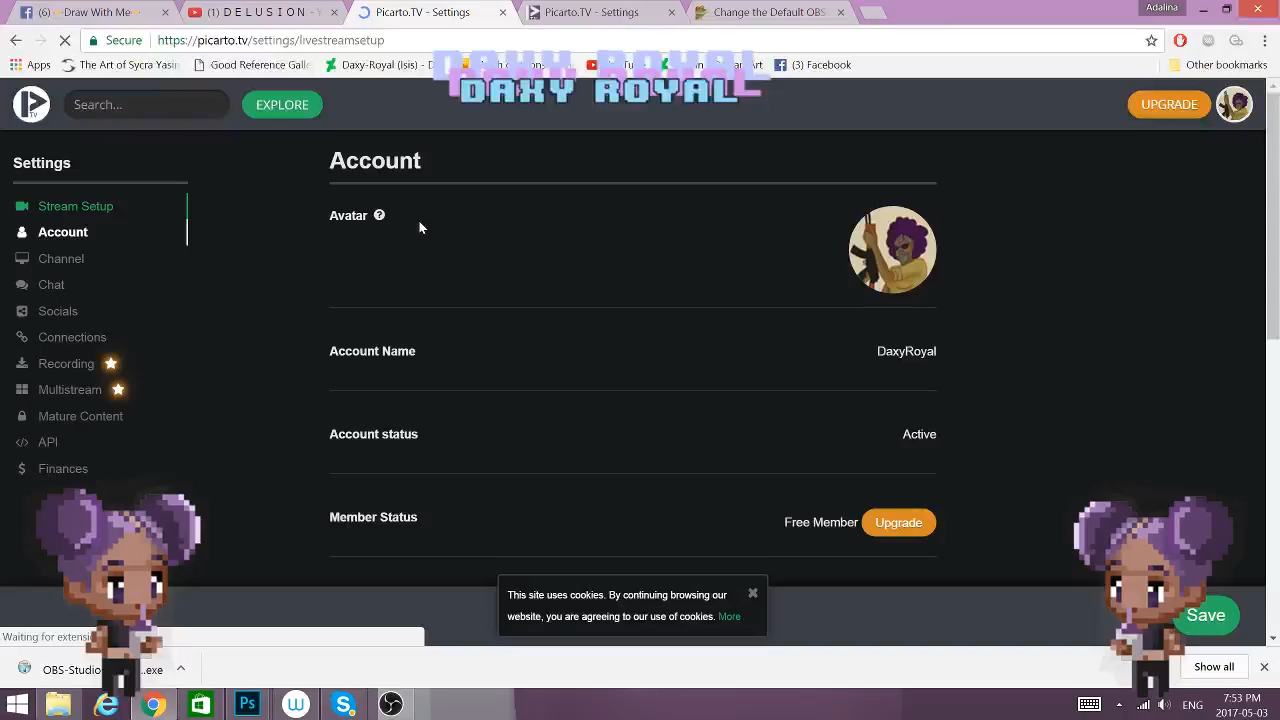 Adalina
(D r a w - W i t h - M e -
(1) D E L U S I O N - Y
Picarto.TV - Settings
Picarto.TV - Settings
Change the Default OBS
Secure https://picarto.tv/settings/livestreamsetup
Apps
The Art of Sycra Yasin
Good Reference Galle
Daxy-Royal (Isis) - D
(3) Facebook
Other bookmarks
DAXY ROYAL
DAXY ROYAL
TV
Search...
EXPLORE
UPGRADE
Settings
Stream Setup
Account
Channel
Chat
Socials
Connections
Recording
Multistream
Mature Content
API
$ Finances
Account
Avatar ?
Account Name DaxyRoyal
Account status Active
Member Status Free Member Upgrade
This site uses cookies. By continuing browsing our
website, you are agreeing to our use of cookies. More
Save
Waiting for extensi
OBS-Studio .exe
Show all
Ps
W
S
ENG
7:53 PM
2017-05-03